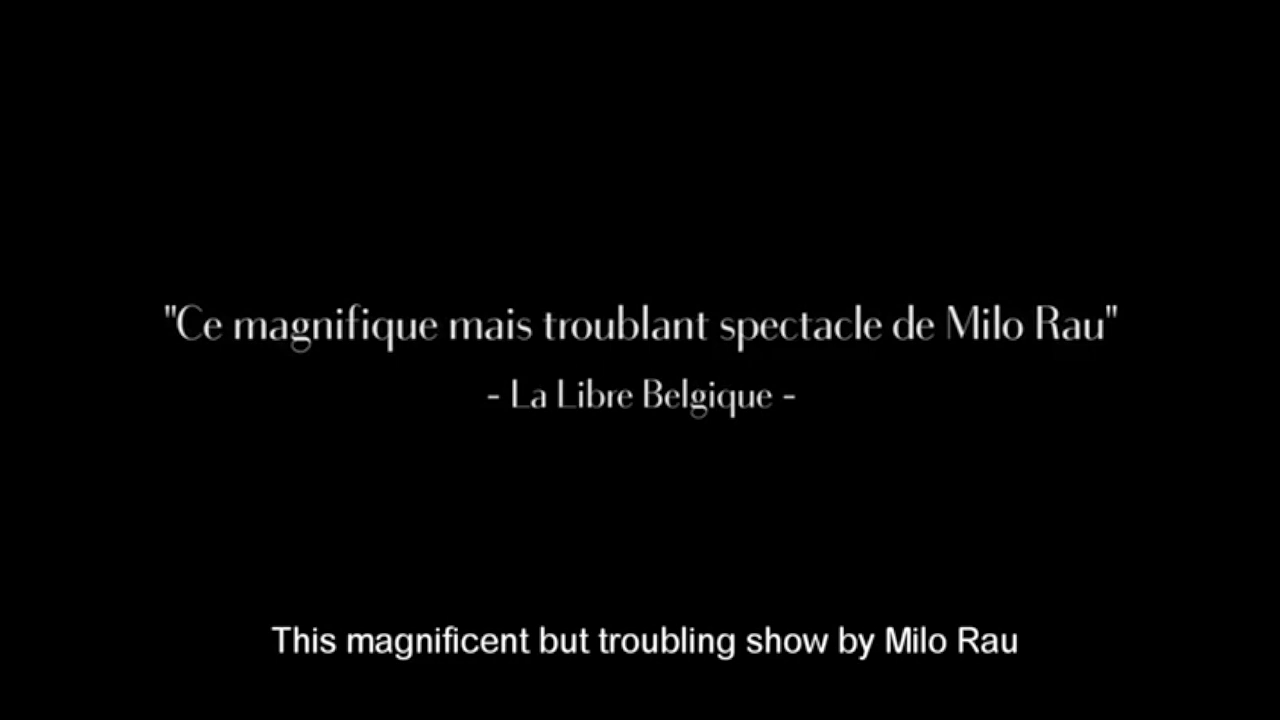 "Ce magnifique mais troublant spectacle de Milo Rau"
- La Libre Belgique -
This magnificent but troubling show by Milo Rau